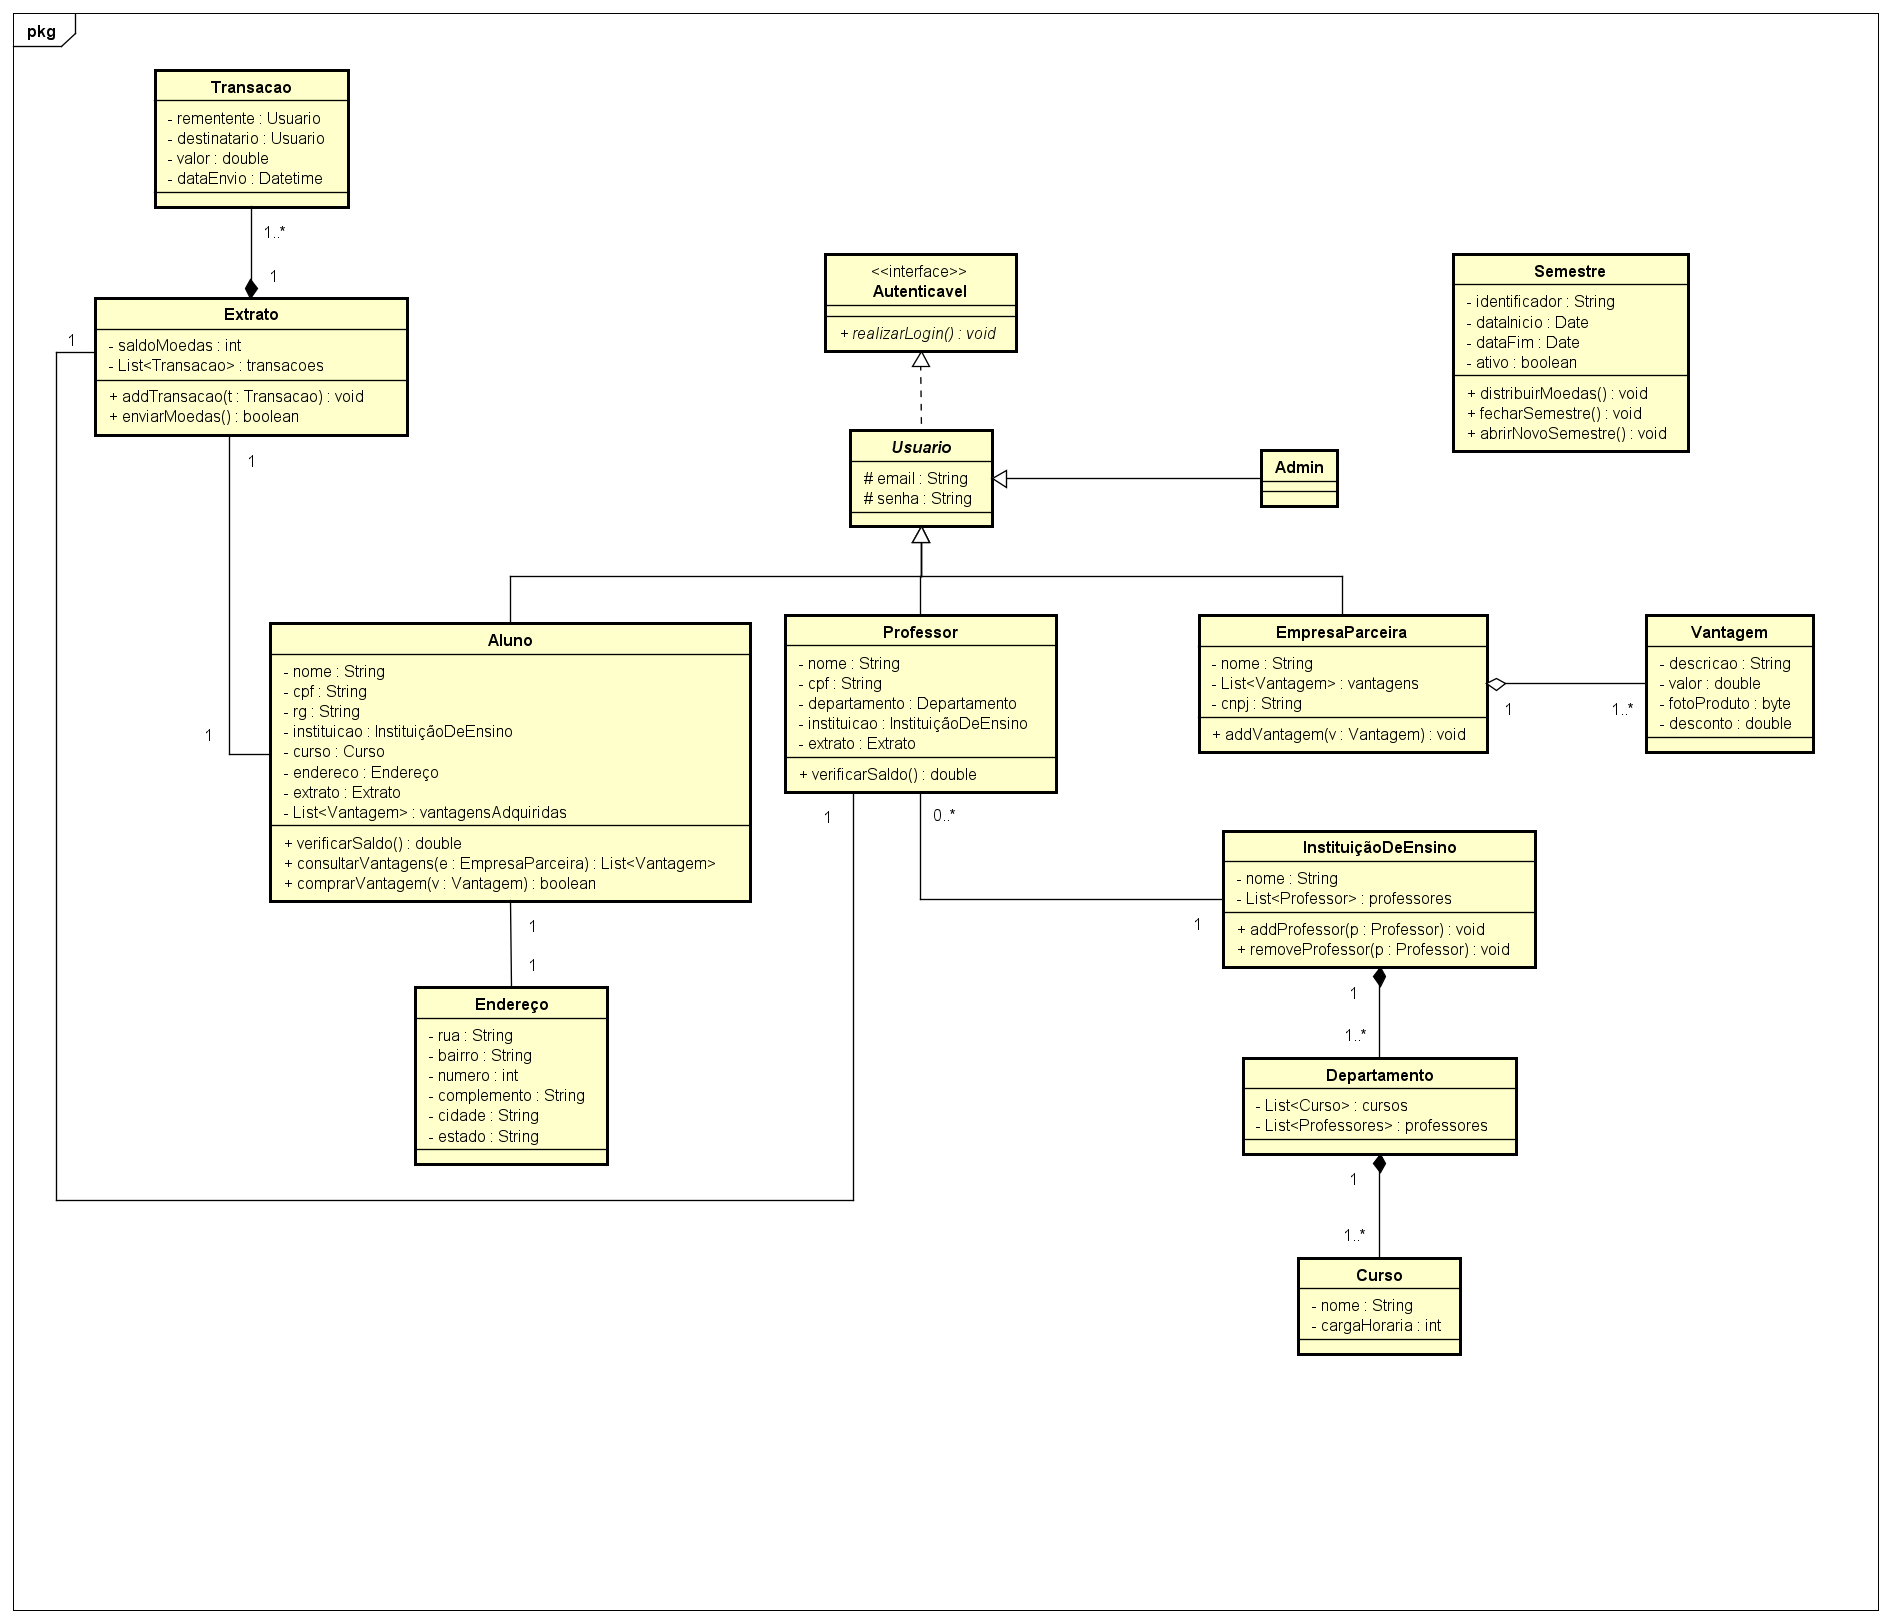 pkg
Transacao
- rementente : Usuario
- destinatario : Usuario
- valor : double
- dataEnvio : Datetime
1..*
1
Extrato
- saldoMoedas : int
- List<Transacao> : transacoes
+ addTransacao(t : Transacao) : void
+ enviarMoedas() : boolean
1
1
1
<<interface>>
Autenticavel
+ realizarLogin() : void
Usuario
# email : String
# senha : String
Admin
Semestre
- identificador : String
- dataInicio : Date
- dataFim : Date
- ativo : boolean
+ distribuirMoedas() : void
+ fecharSemestre() : void
+ abrirNovoSemestre() : void
Aluno
- nome : String
- cpf : String
- rg : String
- instituicao : InstituiçãoDeEnsino
- curso : Curso
- endereco : Endereço
- extrato : Extrato
- List<Vantagem> : vantagensAdquiridas
+ verificarSaldo() : double
+ consultarVantagens(e : EmpresaParceira) : List<Vantagem>
+ comprarVantagem(v : Vantagem) : boolean
1
1
Endereço
- rua : String
- bairro : String
- numero : int
- complemento : String
- cidade : String
- estado : String
Professor
- nome : String
- cpf : String
- departamento : Departamento
- instituicao : InstituiçãoDeEnsino
- extrato : Extrato
+ verificarSaldo() : double
1
0..*
EmpresaParceira
- nome : String
- List<Vantagem> : vantagens
- cnpj : String
+ addVantagem(v : Vantagem) : void
1
1..*
Vantagem
- descricao : String
- valor : double
- fotoProduto : byte
- desconto : double
InstituiçãoDeEnsino
- nome : String
- List<Professor> : professores
+ addProfessor(p : Professor) : void
+ removeProfessor(p : Professor) : void
1
1
1..*
Departamento
- List<Curso> : cursos
- List<Professores> : professores
1
1..*
Curso
- nome : String
- cargaHoraria : int